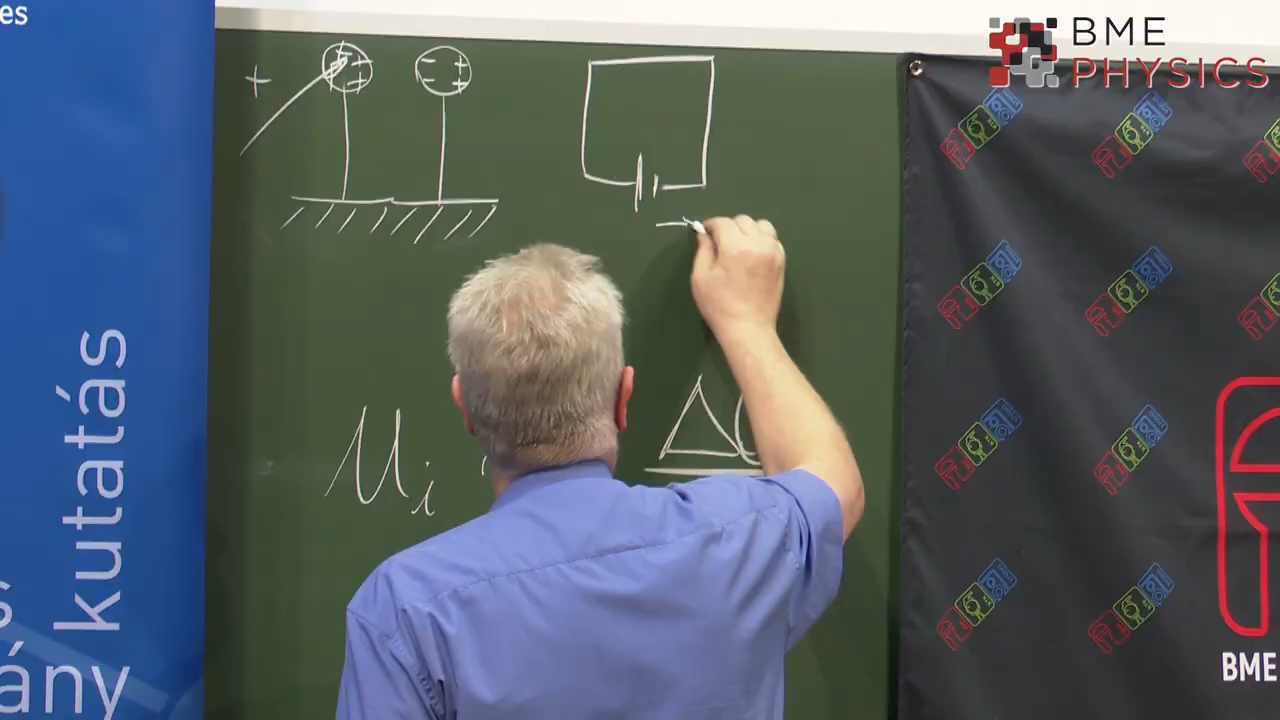 es
BME
PHYSICS
+
U i
Δ
kutatás
ány
BME